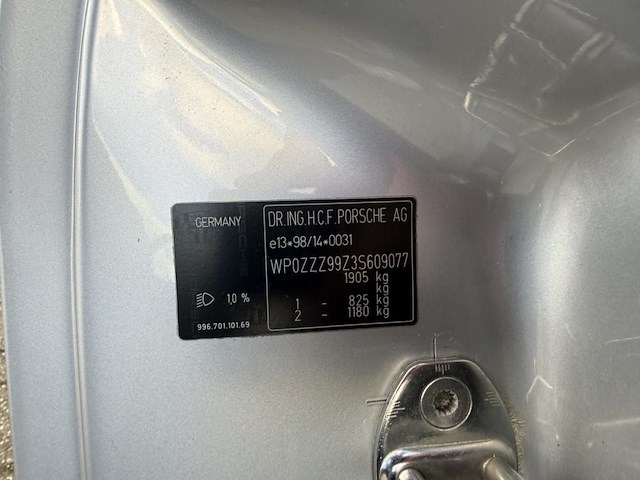 GERMANY
DR.ING.H.C.F.PORSCHE AG
e13*98/14*0031
WP0ZZZ99Z3S609077
1905 kg
kg
1 - 825 kg
2 - 1180 kg
1,0 %
996.701.101.69